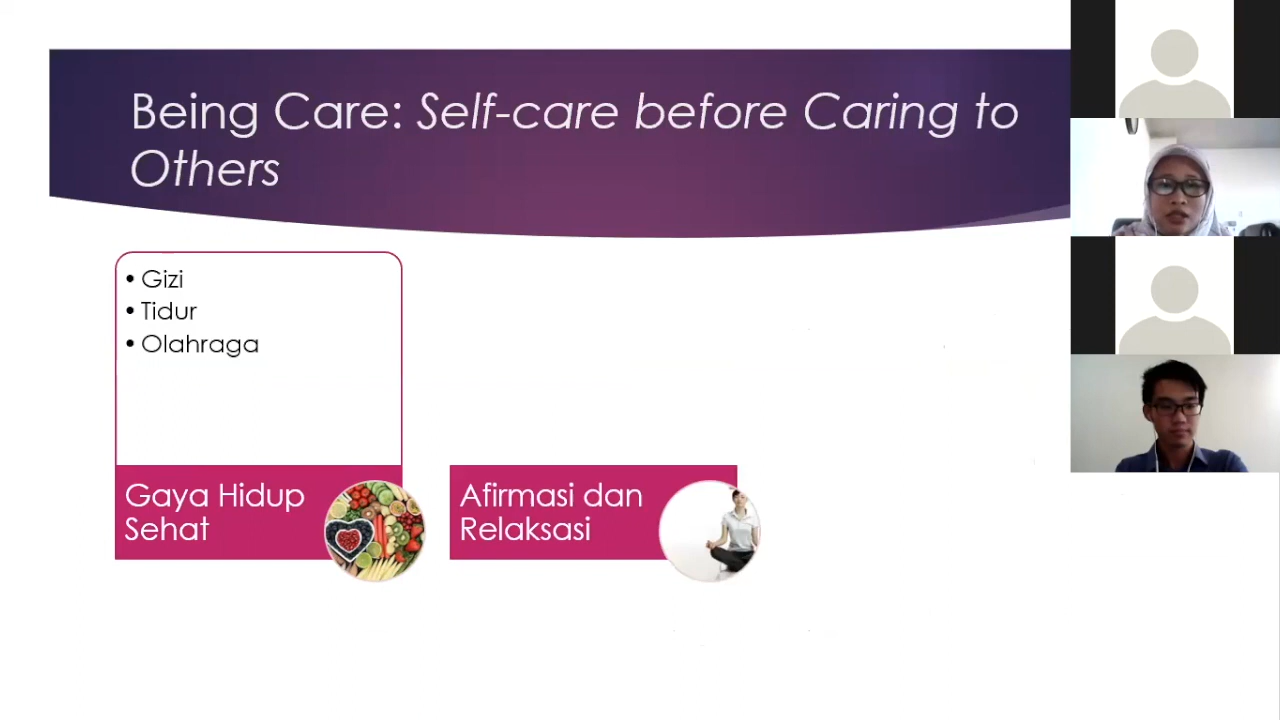 Being Care: Self-care before Caring to
Others
• Gizi
• Tidur
• Olahraga
Gaya Hidup
Sehat
Afirmasi dan
Relaksasi